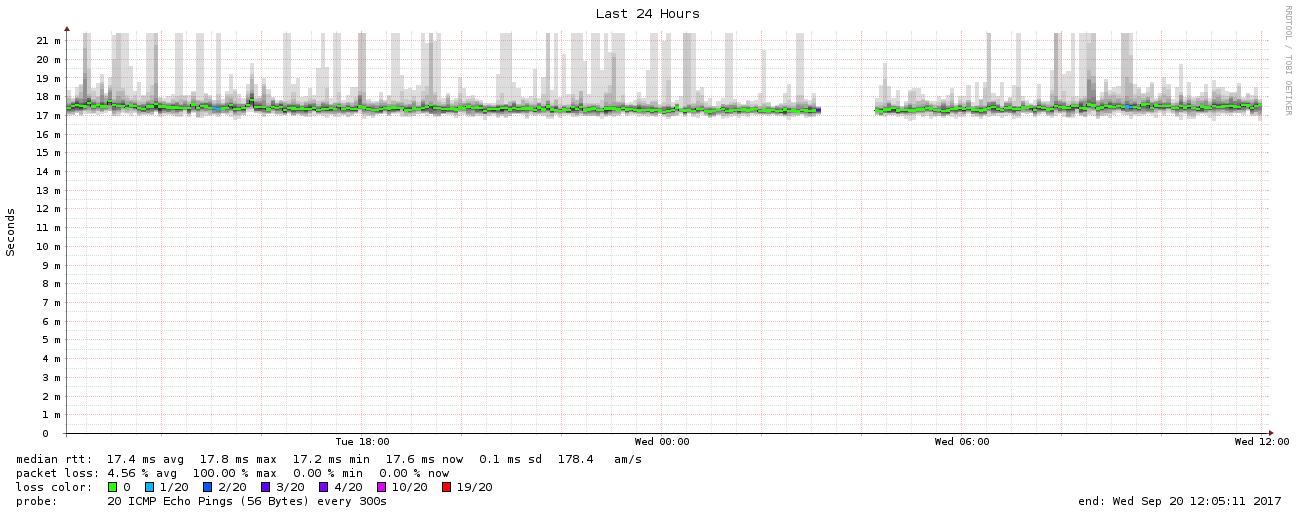 Last 24 Hours
RRDTOOL / TOBI OETIKER
Seconds
21 m
20 m
19 m
18 m
17 m
16 m
15 m
14 m
13 m
12 m
11 m
10 m
9 m
8 m
7 m
6 m
5 m
4 m
3 m
2 m
1 m
0
Tue 18:00 Wed 00:00 Wed 06:00 Wed 12:00
median rtt: 17.4 ms avg 17.8 ms max 17.2 ms min 17.6 ms now 0.1 ms sd 178.4 am/s
packet loss: 4.56 % avg 100.00 % max 0.00 % min 0.00 % now
loss color: 0 1/20 2/20 3/20 4/20 10/20 19/20
probe: 20 ICMP Echo Pings (56 Bytes) every 300s end: Wed Sep 20 12:05:11 2017